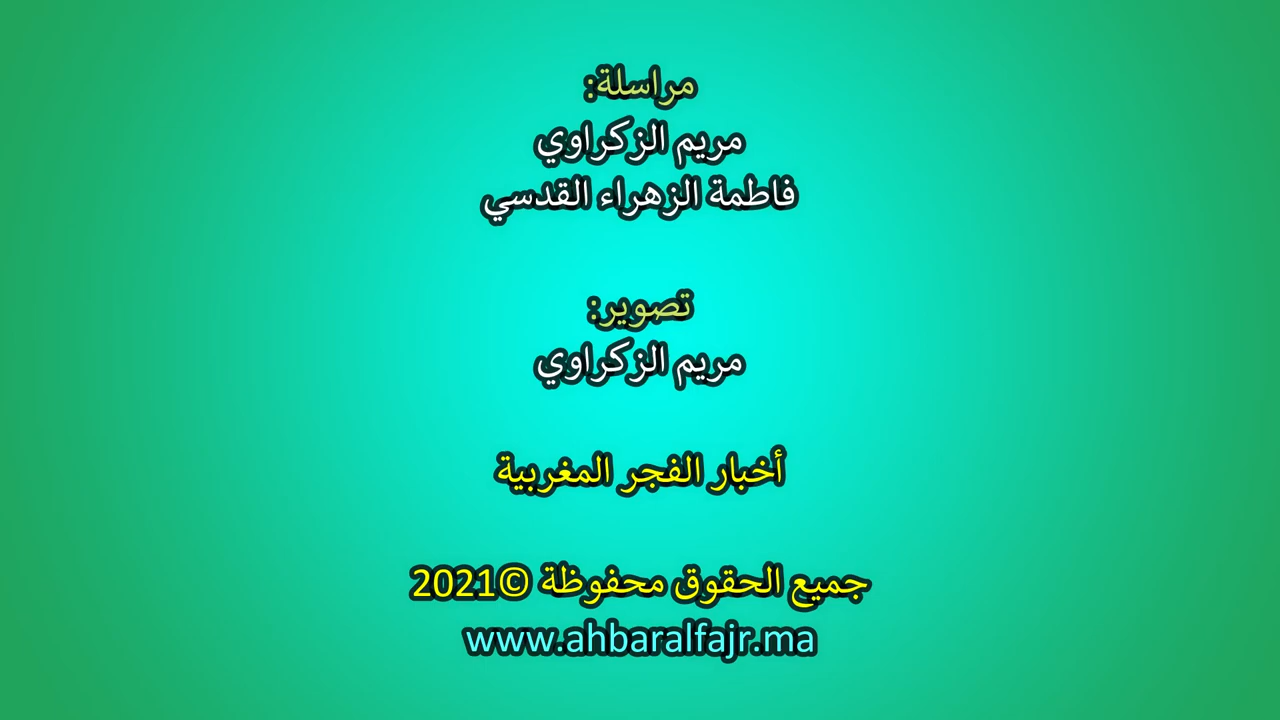 مراسلة:
مريم الزكراوي
فاطمة الزهراء القدسي
تصوير:
مريم الزكراوي
أخبار الفجر المغربية
جميع الحقوق محفوظة ©2021
www.ahbaralfajr.ma